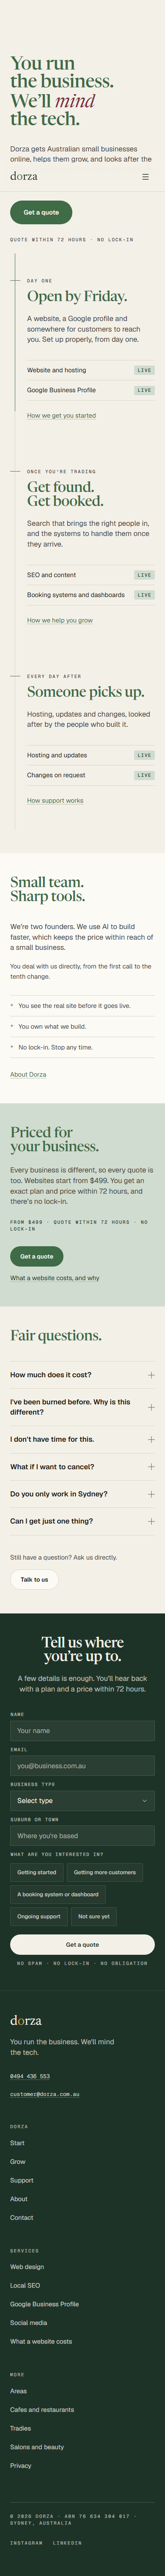 You run
the business.
We'll mind
the tech.
Dorza gets Australian small businesses
online, helps them grow, and looks after the
dorza
Get a quote
QUOTE WITHIN 72 HOURS · NO LOCK-IN
DAY ONE
Open by Friday.
A website, a Google profile and
somewhere for customers to reach
you. Set up properly, from day one.
Website and hosting LIVE
Google Business Profile LIVE
How we get you started
ONCE YOU'RE TRADING
Get found.
Get booked.
Search that brings the right people in,
and the systems to handle them once
they arrive.
SEO and content LIVE
Booking systems and dashboards LIVE
How we help you grow
EVERY DAY AFTER
Someone picks up.
Hosting, updates and changes, looked
after by the people who built it.
Hosting and updates LIVE
Changes on request LIVE
How support works
Small team.
Sharp tools.
We're two founders. We use AI to build
faster, which keeps the price within reach of
a small business.
You deal with us directly, from the first call to the
tenth change.
You see the real site before it goes live.
You own what we build.
No lock-in. Stop any time.
About Dorza
Priced for
your business.
Every business is different, so every quote is
too. Websites start from $499. You get an
exact plan and price within 72 hours, and
there's no lock-in.
FROM $499 · QUOTE WITHIN 72 HOURS · NO
LOCK-IN
Get a quote
What a website costs, and why
Fair questions.
How much does it cost?
I've been burned before. Why is this
different?
I don't have time for this.
What if I want to cancel?
Do you only work in Sydney?
Can I get just one thing?
Still have a question? Ask us directly.
Talk to us
Tell us where
you're up to.
A few details is enough. You'll hear back
with a plan and a price within 72 hours.
NAME
Your name
EMAIL
you@business.com.au
BUSINESS TYPE
Select type
SUBURB OR TOWN
Where you're based
WHAT ARE YOU INTERESTED IN?
Getting started Getting more customers
A booking system or dashboard
Ongoing support Not sure yet
Get a quote
NO SPAM · NO LOCK-IN · NO OBLIGATION
dorza
You run the business. We'll mind
the tech.
0494 436 553
customer@dorza.com.au
DORZA
Start
Grow
Support
About
Contact
SERVICES
Web design
Local SEO
Google Business Profile
Social media
What a website costs
MORE
Areas
Cafes and restaurants
Tradies
Salons and beauty
Privacy
© 2026 DORZA · ABN 76 634 304 017 ·
SYDNEY, AUSTRALIA
INSTAGRAM LINKEDIN